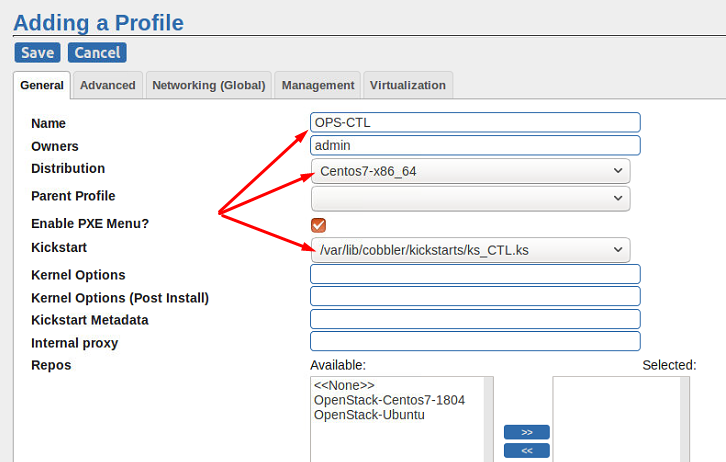 Adding a Profile
Save Cancel
General Advanced Networking (Global) Management Virtualization
Name OPS-CTL
Owners admin
Distribution Centos7-x86_64
Parent Profile
Enable PXE Menu?
Kickstart /var/lib/cobbler/kickstarts/ks_CTL.ks
Kernel Options
Kernel Options (Post Install)
Kickstart Metadata
Internal proxy
Repos Available: Selected:
<<None>>
OpenStack-Centos7-1804
OpenStack-Ubuntu
>>
<<